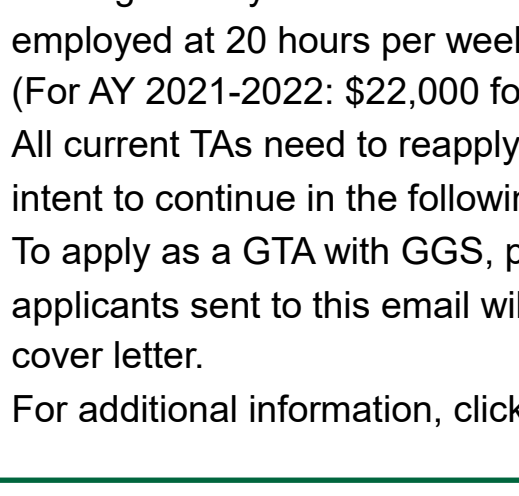 employed at 20 hours per week
(For AY 2021-2022: $22,000 fo
All current TAs need to reapply
intent to continue in the followin
To apply as a GTA with GGS, p
applicants sent to this email wil
cover letter.
For additional information, click